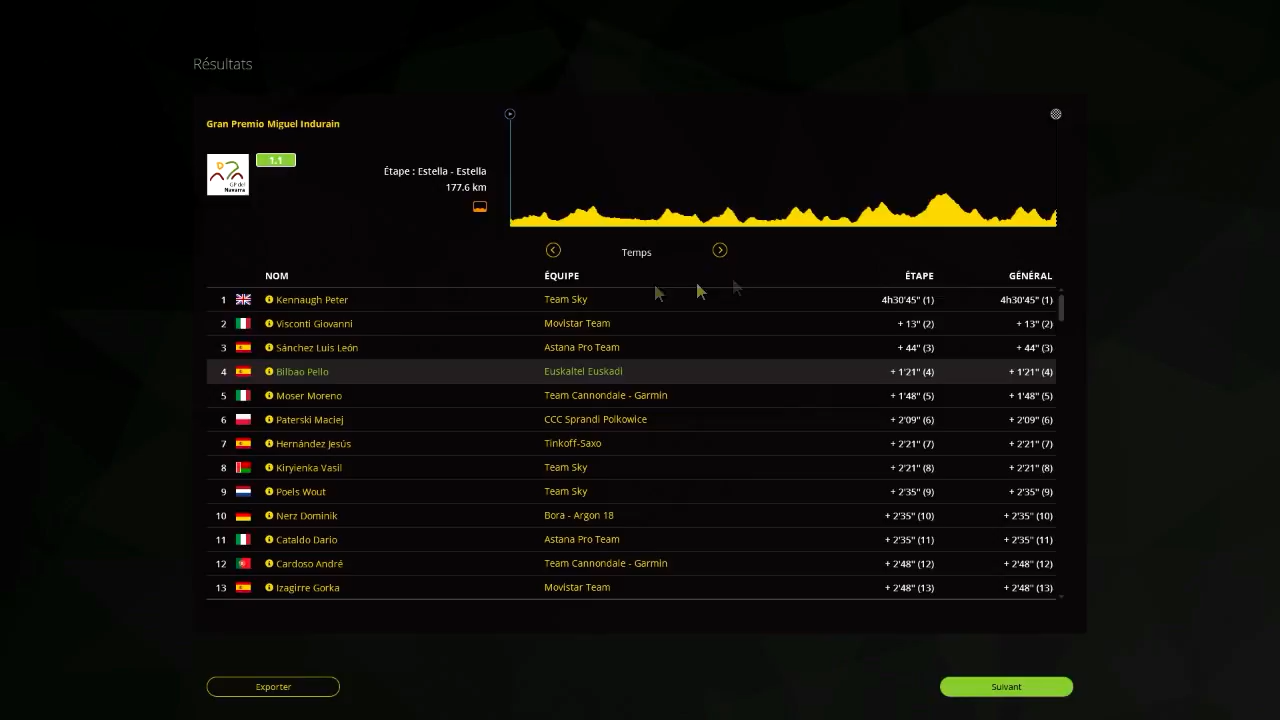 Résultats
Gran Premio Miguel Indurain
1.1
GP del
Navarra
Étape : Estella - Estella
177.6 km
Temps
NOM ÉQUIPE ÉTAPE GÉNÉRAL
1 Kennaugh Peter Team Sky 4h30'45" (1) 4h30'45" (1)
2 Visconti Giovanni Movistar Team + 13" (2) + 13" (2)
3 Sánchez Luis León Astana Pro Team + 44" (3) + 44" (3)
4 Bilbao Pello Euskaltel Euskadi + 1'21" (4) + 1'21" (4)
5 Moser Moreno Team Cannondale - Garmin + 1'48" (5) + 1'48" (5)
6 Paterski Maciej CCC Sprandi Polkowice + 2'09" (6) + 2'09" (6)
7 Hernández Jesús Tinkoff-Saxo + 2'21" (7) + 2'21" (7)
8 Kiryienka Vasil Team Sky + 2'21" (8) + 2'21" (8)
9 Poels Wout Team Sky + 2'35" (9) + 2'35" (9)
10 Nerz Dominik Bora - Argon 18 + 2'35" (10) + 2'35" (10)
11 Cataldo Dario Astana Pro Team + 2'35" (11) + 2'35" (11)
12 Cardoso André Team Cannondale - Garmin + 2'48" (12) + 2'48" (12)
13 Izagirre Gorka Movistar Team + 2'48" (13) + 2'48" (13)
Exporter Suivant